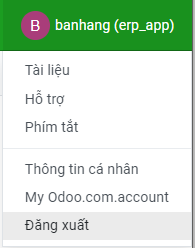 B banhang (erp_app)
Tài liệu
Hỗ trợ
Phím tắt
Thông tin cá nhân
My Odoo.com.account
Đăng xuất